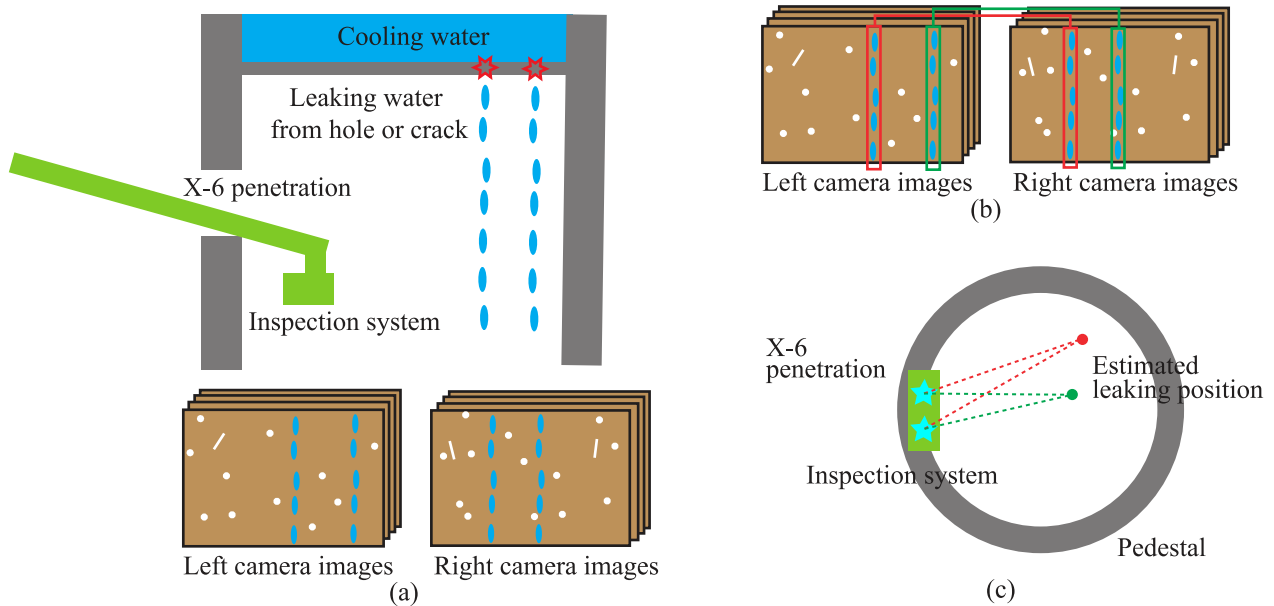 Cooling water
Leaking water
from hole or crack
X-6 penetration
Inspection system
Left camera images
Right camera images
(a)
Left camera images
Right camera images
(b)
X-6
penetration
Estimated
leaking position
Inspection system
Pedestal
(c)